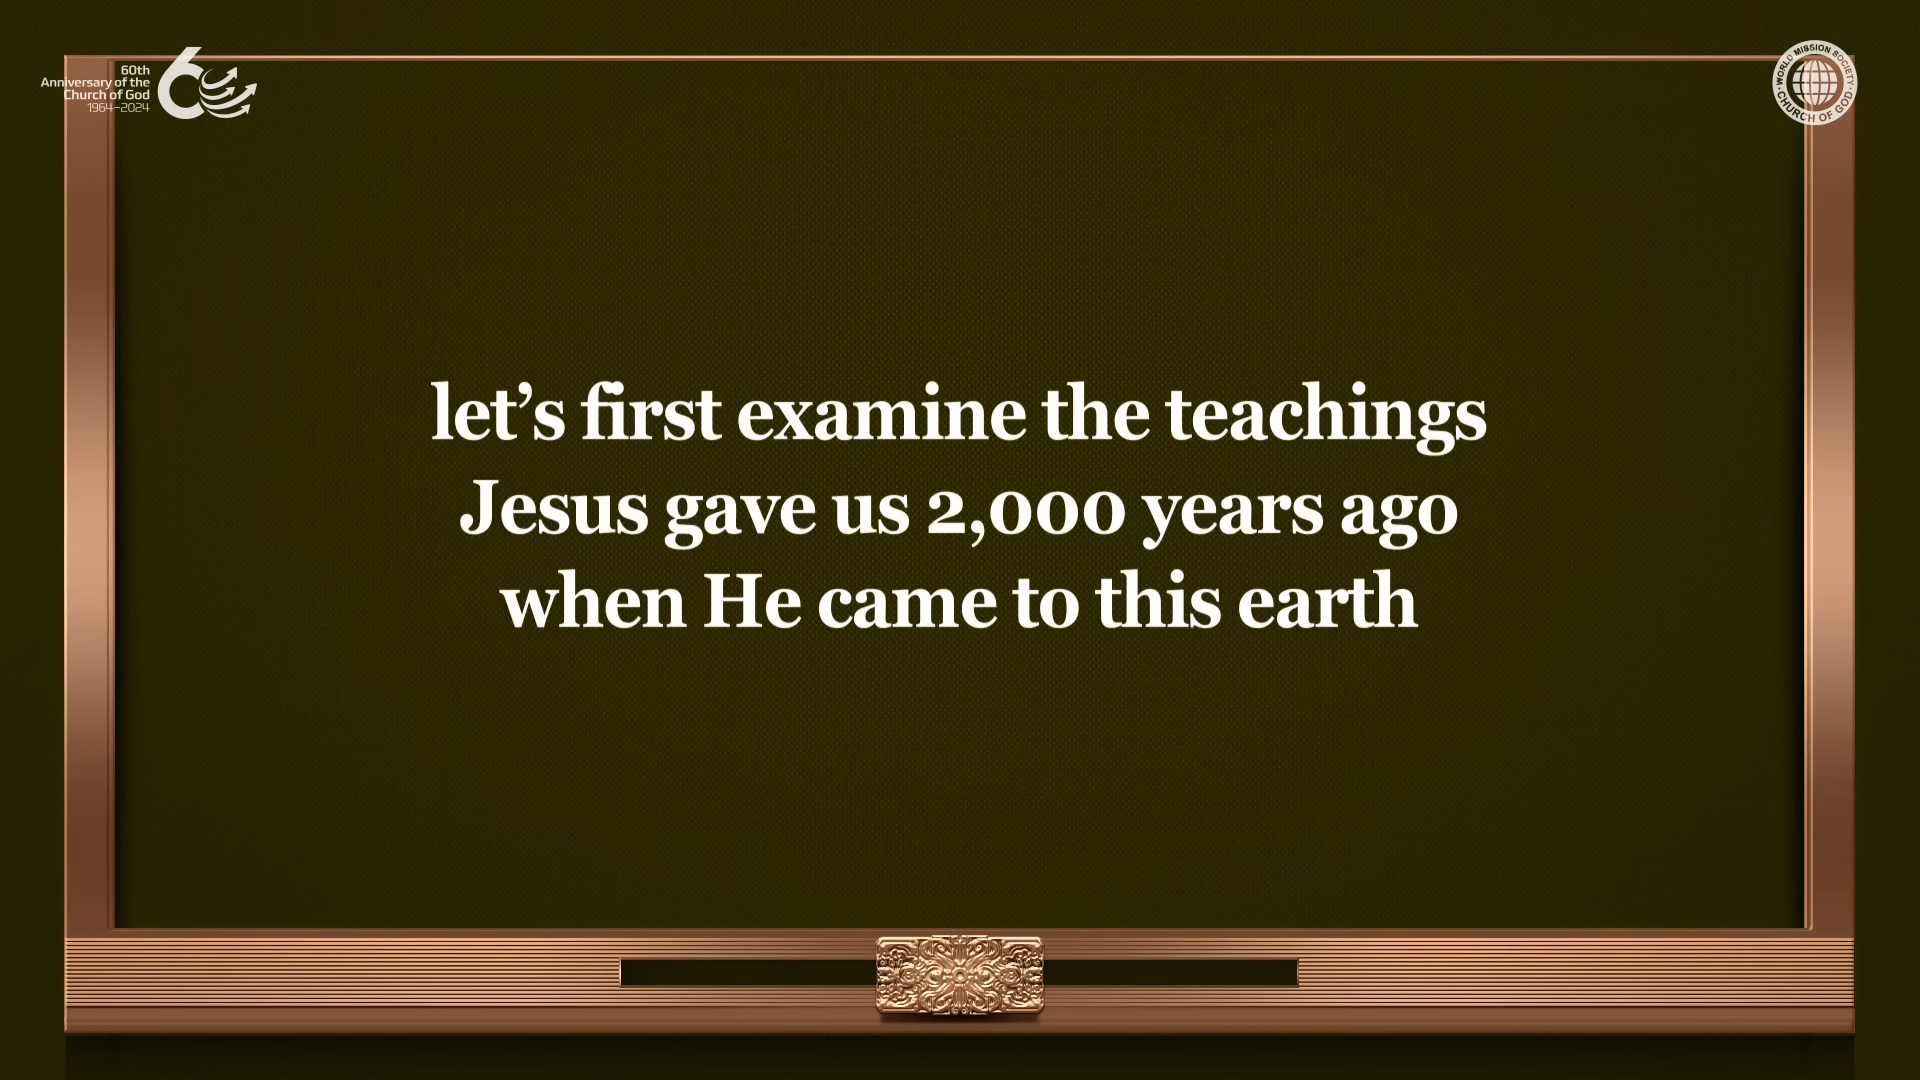 60th
Anniversary of the
Church of God
1964–2024
WORLD MISSION SOCIETY
CHURCH OF GOD
let’s first examine the teachings
Jesus gave us 2,000 years ago
when He came to this earth